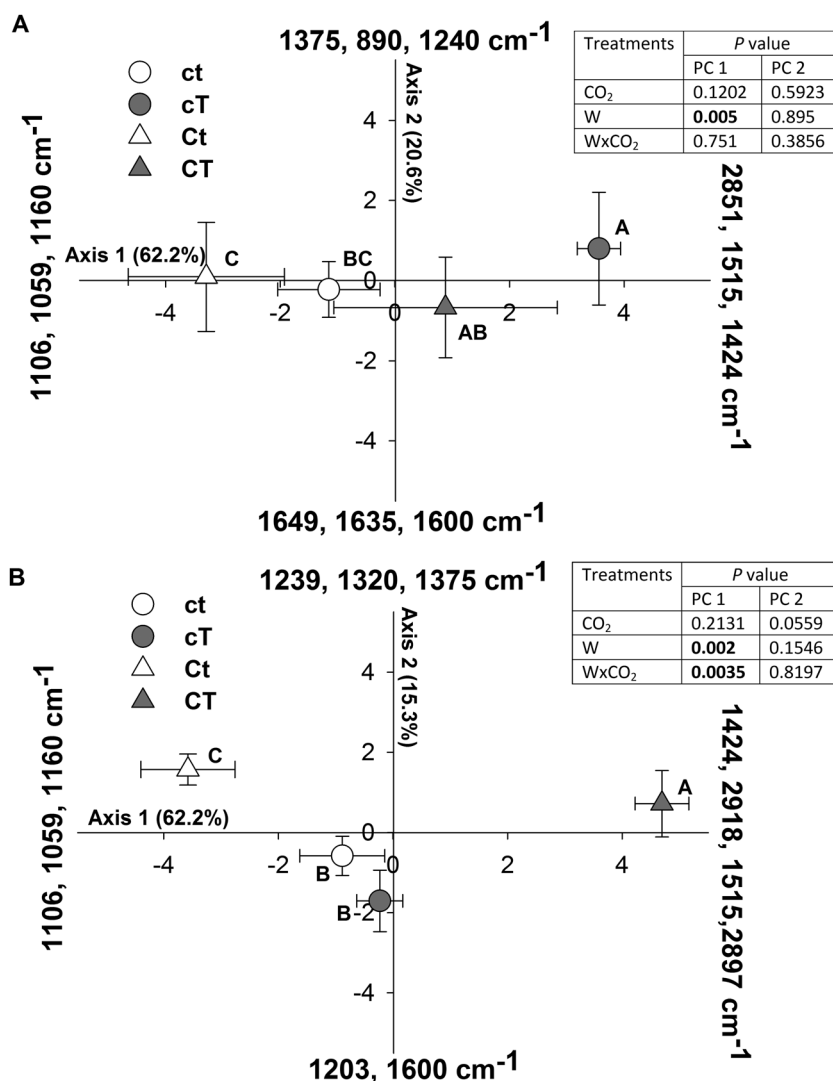 A
1375, 890, 1240 cm-1
ct
cT
Ct
CT
Treatments P value
PC 1 PC 2
CO2 0.1202 0.5923
W 0.005 0.895
WxCO2 0.751 0.3856
Axis 2 (20.6%)
1106, 1059, 1160 cm-1
2851, 1515, 1424 cm-1
Axis 1 (62.2%)
C
BC
AB
A
4
2
0
-2
-4
-4 -2 0 2 4
1649, 1635, 1600 cm-1
B
1239, 1320, 1375 cm-1
ct
cT
Ct
CT
Treatments P value
PC 1 PC 2
CO2 0.2131 0.0559
W 0.002 0.1546
WxCO2 0.0035 0.8197
Axis 2 (15.3%)
1106, 1059, 1160 cm-1
1424, 2918, 1515,2897 cm-1
Axis 1 (62.2%)
C
A
B
B
4
2
0
-2
-4
-4 -2 0 2 4
1203, 1600 cm-1